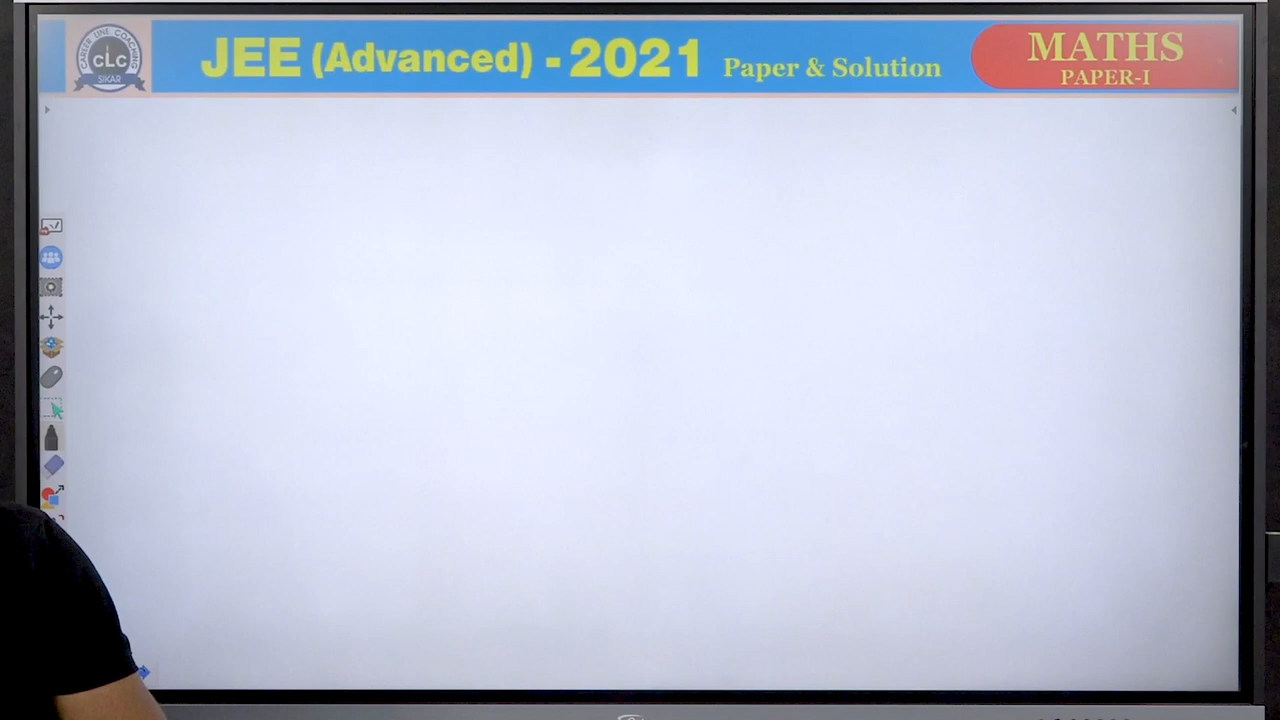 CAREER LINE COACHING
CLC
SIKAR
JEE (Advanced) - 2021 Paper & Solution
MATHS
PAPER-I